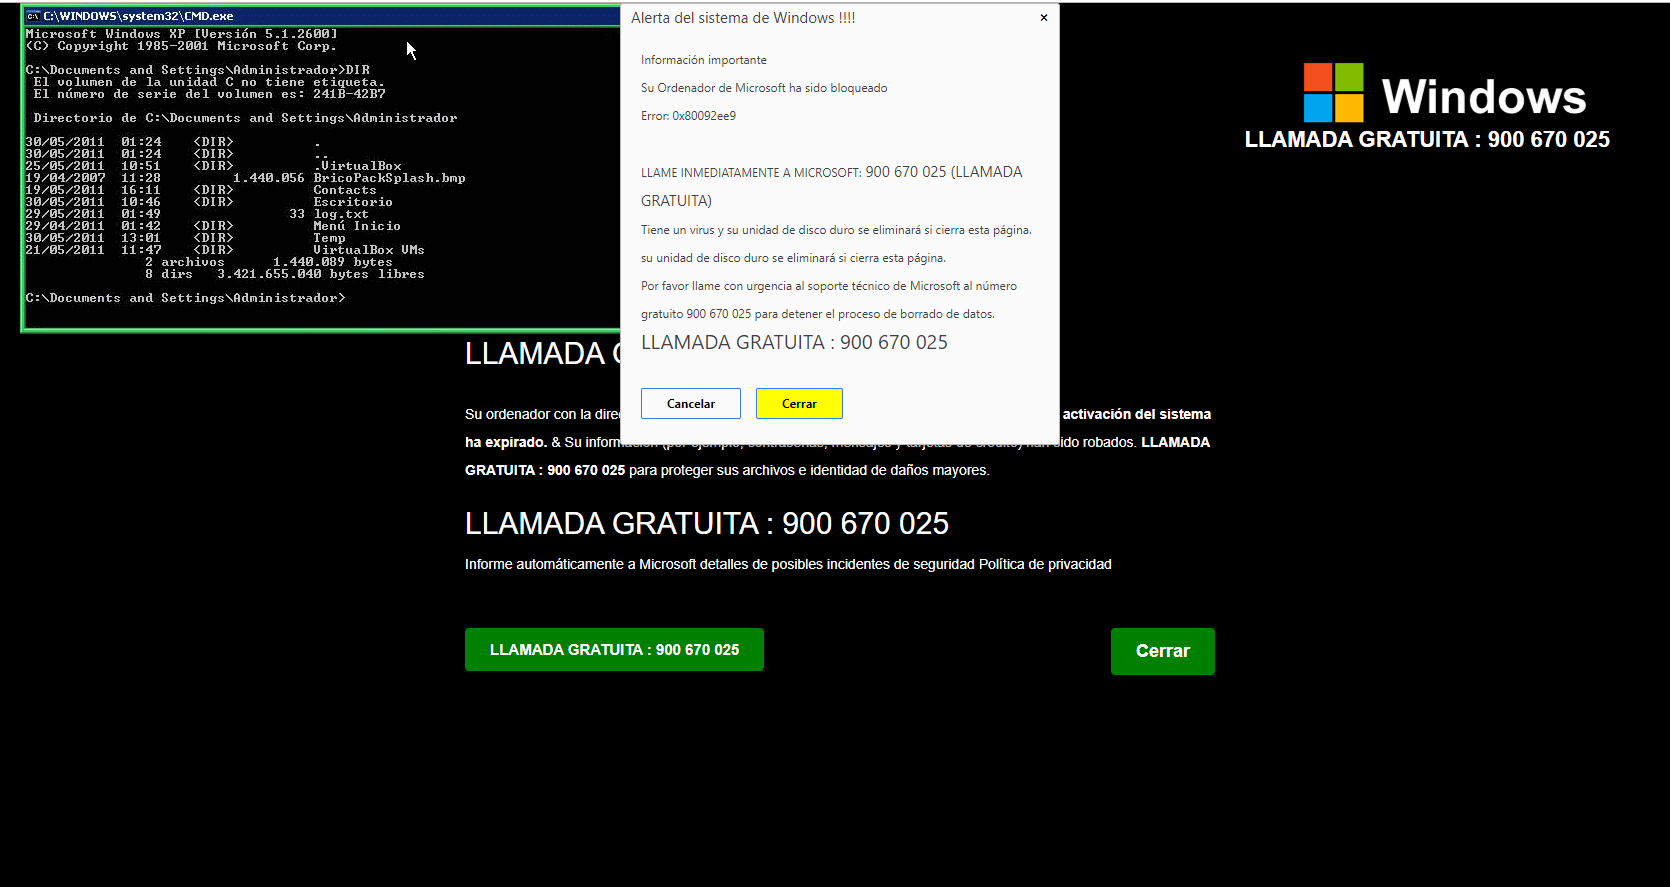 C:\WINDOWS\system32\CMD.exe
Microsoft Windows XP [Versión 5.1.2600]
(C) Copyright 1985-2001 Microsoft Corp.
C:\Documents and Settings\Administrador>DIR
El volumen de la unidad C no tiene etiqueta.
El número de serie del volumen es: 241B-42B7
Directorio de C:\Documents and Settings\Administrador
30/05/2011 01:24 <DIR> .
30/05/2011 01:24 <DIR> ..
25/05/2011 10:51 <DIR> .VirtualBox
19/04/2007 11:28 1.440.056 BricoPackSplash.bmp
19/05/2011 16:11 <DIR> Contacts
30/05/2011 10:46 <DIR> Escritorio
29/05/2011 01:49 33 log.txt
29/04/2011 01:42 <DIR> Menú Inicio
30/05/2011 13:01 <DIR> Temp
21/05/2011 11:47 <DIR> VirtualBox VMs
2 archivos 1.440.089 bytes
8 dirs 3.421.655.040 bytes libres
C:\Documents and Settings\Administrador>
Alerta del sistema de Windows !!!!
×
Información importante
Su Ordenador de Microsoft ha sido bloqueado
Error: 0x80092ee9
LLAME INMEDIATAMENTE A MICROSOFT: 900 670 025 (LLAMADA
GRATUITA)
Tiene un virus y su unidad de disco duro se eliminará si cierra esta página.
su unidad de disco duro se eliminará si cierra esta página.
Por favor llame con urgencia al soporte técnico de Microsoft al número
gratuito 900 670 025 para detener el proceso de borrado de datos.
LLAMADA GRATUITA : 900 670 025
Cancelar Cerrar
Windows
LLAMADA GRATUITA : 900 670 025
LLAMADA
Su ordenador con la activación del sistema
ha expirado. & Su sido robados. LLAMADA
GRATUITA : 900 670 025 para proteger sus archivos e identidad de daños mayores.
LLAMADA GRATUITA : 900 670 025
Informe automáticamente a Microsoft detalles de posibles incidentes de seguridad Política de privacidad
LLAMADA GRATUITA : 900 670 025
Cerrar